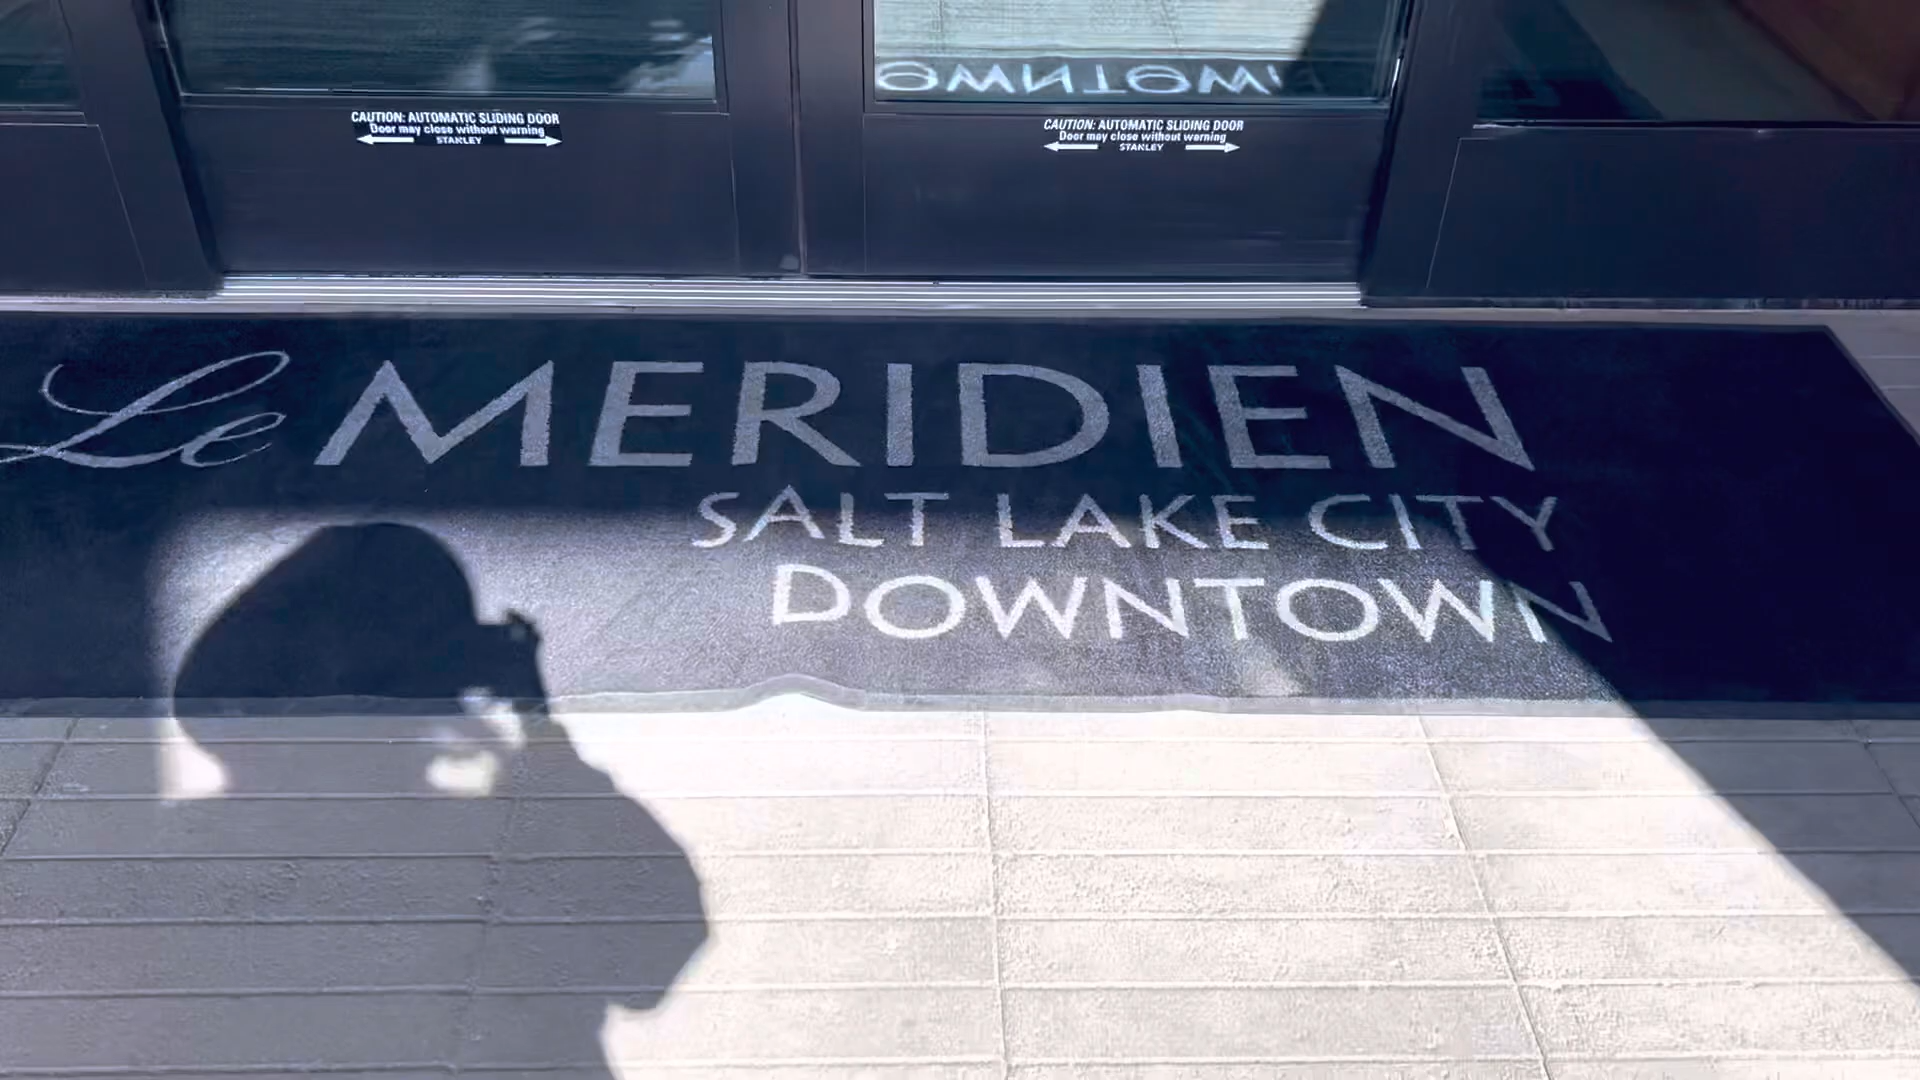 CAUTION: AUTOMATIC SLIDING DOOR
Door may close without warning
STANLEY
DOWNTOWN
CAUTION: AUTOMATIC SLIDING DOOR
Door may close without warning
STANLEY
Le MERIDIEN
SALT LAKE CITY
DOWNTOWN